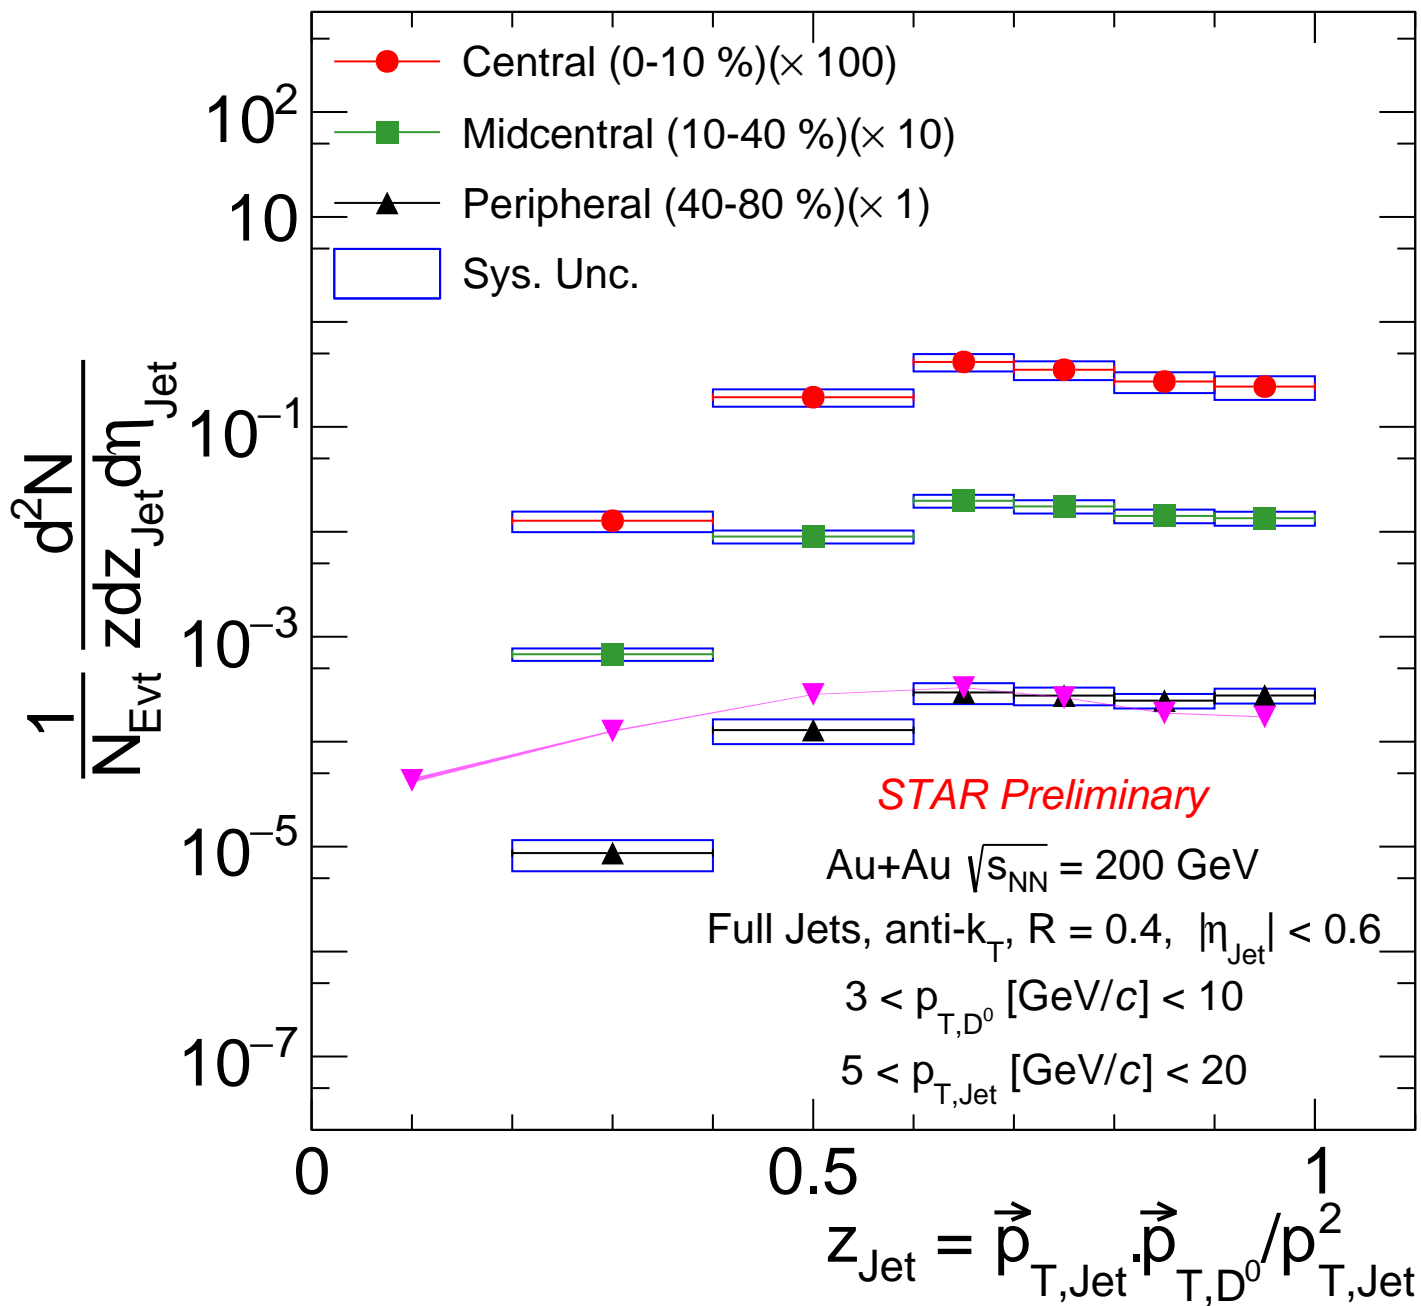 Central (0-10 %)(× 100)
Midcentral (10-40 %)(× 10)
Peripheral (40-80 %)(× 1)
Sys. Unc.
10²
10
10⁻¹
10⁻³
10⁻⁵
10⁻⁷
1/N_Evt d²N/zdz_Jet dη_Jet
STAR Preliminary
Au+Au √s_NN = 200 GeV
Full Jets, anti-k_T, R = 0.4, |η_Jet| < 0.6
3 < p_T,D⁰ [GeV/c] < 10
5 < p_T,Jet [GeV/c] < 20
0 0.5 1
z_Jet = p⃗_T,Jet.p⃗_T,D⁰/p²_T,Jet